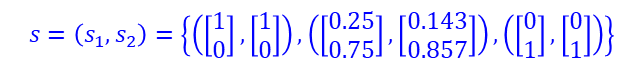 s = (s₁, s₂) = {([1 0], [1 0]), ([0.25 0.75], [0.143 0.857]), ([0 1], [0 1])}